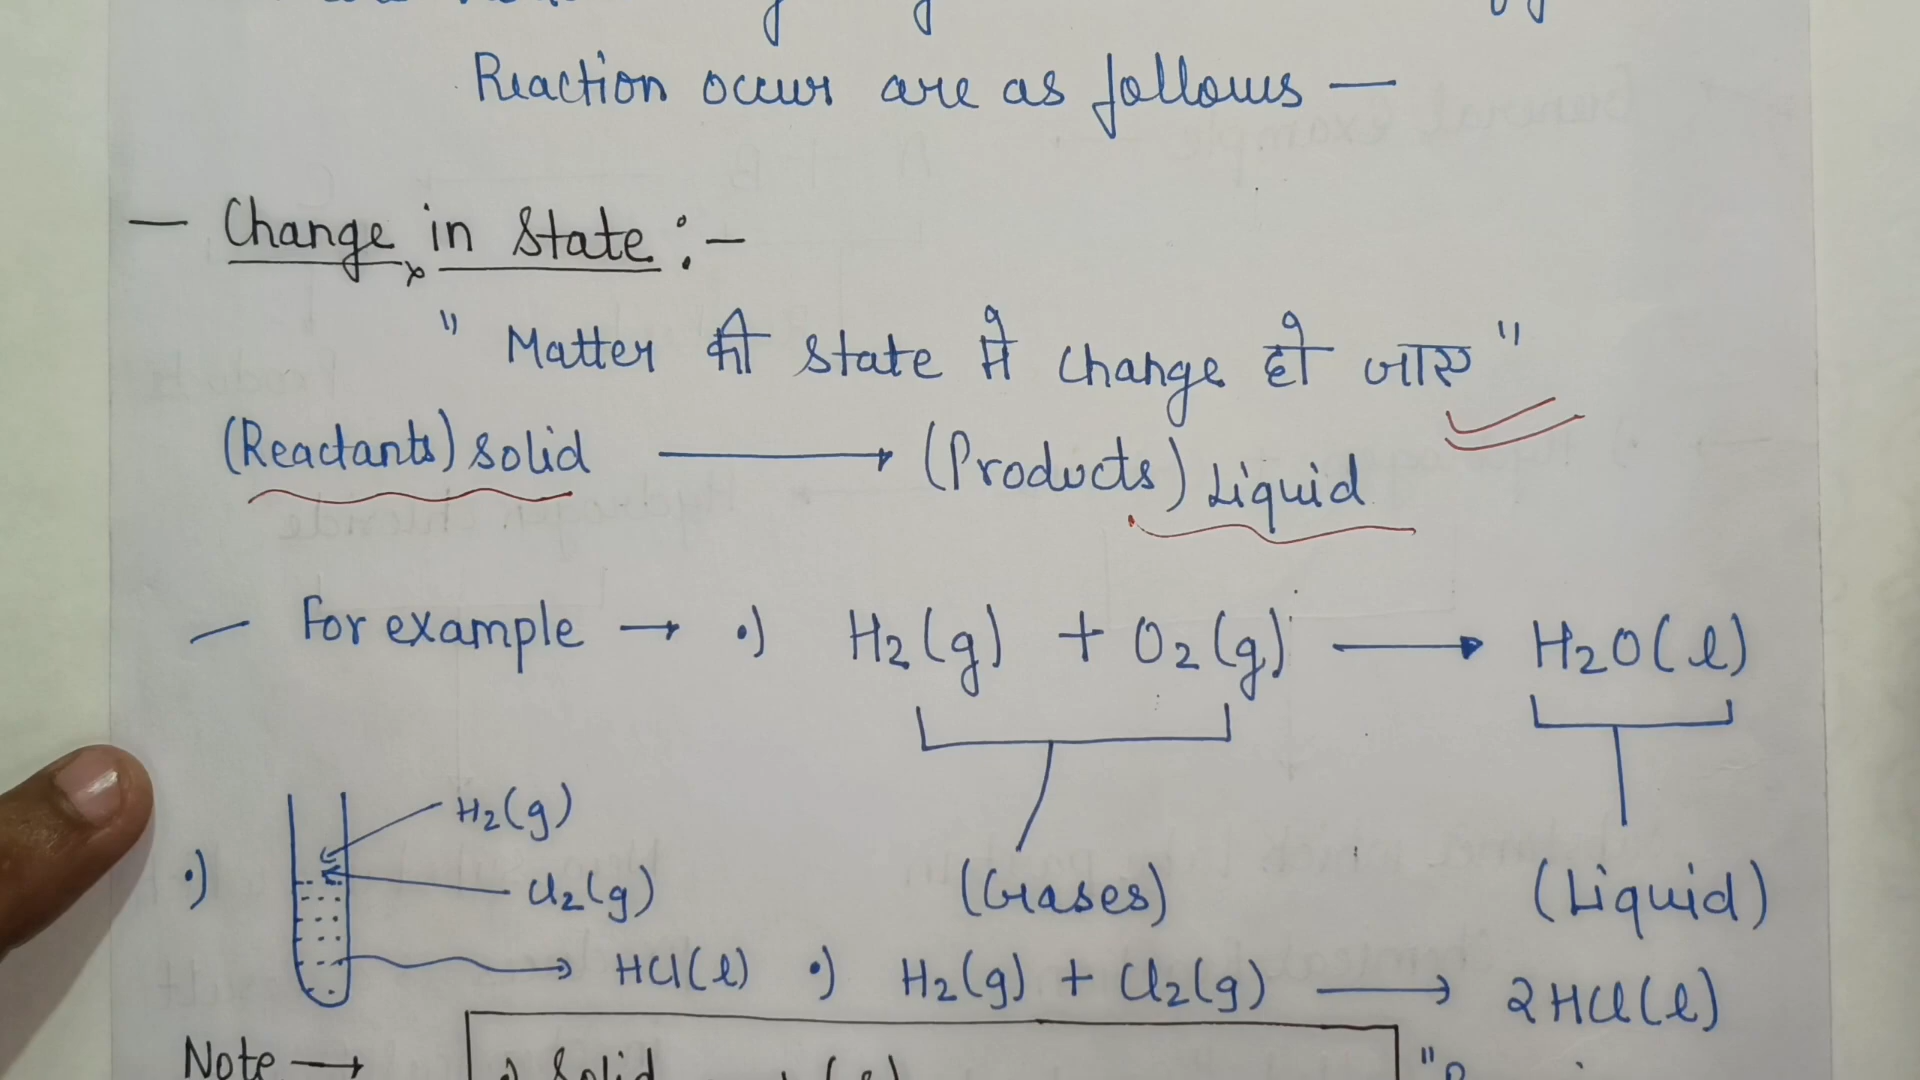 Reaction occur are as follows —
— Change in State :-
" Matter की state में change हो जाए "
(Reactants) solid ⟶ (Products) Liquid
— For example → •) H2(g) + O2(g) ⟶ H2O(l)
(Gases) (Liquid)
•) H2(g)
Cl2(g)
HCl(l) •) H2(g) + Cl2(g) ⟶ 2HCl(l)
Note → Solid